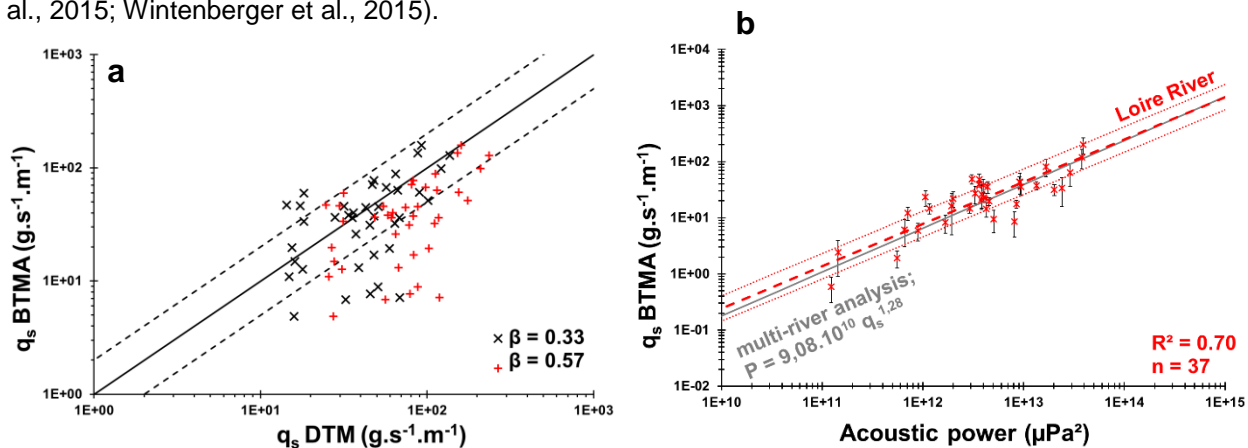 al., 2015; Wintenberger et al., 2015).
a
1E+03
1E+02
1E+01
1E+00
q_s BTMA (g.s⁻¹.m⁻¹)
× β = 0.33
+ β = 0.57
1E+00 1E+01 1E+02 1E+03
q_s DTM (g.s⁻¹.m⁻¹)
b
1E+04
1E+03
1E+02
1E+01
1E+00
1E-01
1E-02
q_s BTMA (g.s⁻¹.m⁻¹)
Loire River
multi-river analysis;
P = 9,08.10¹⁰ q_s¹,²⁸
R² = 0.70
n = 37
1E+10 1E+11 1E+12 1E+13 1E+14 1E+15
Acoustic power (µPa²)